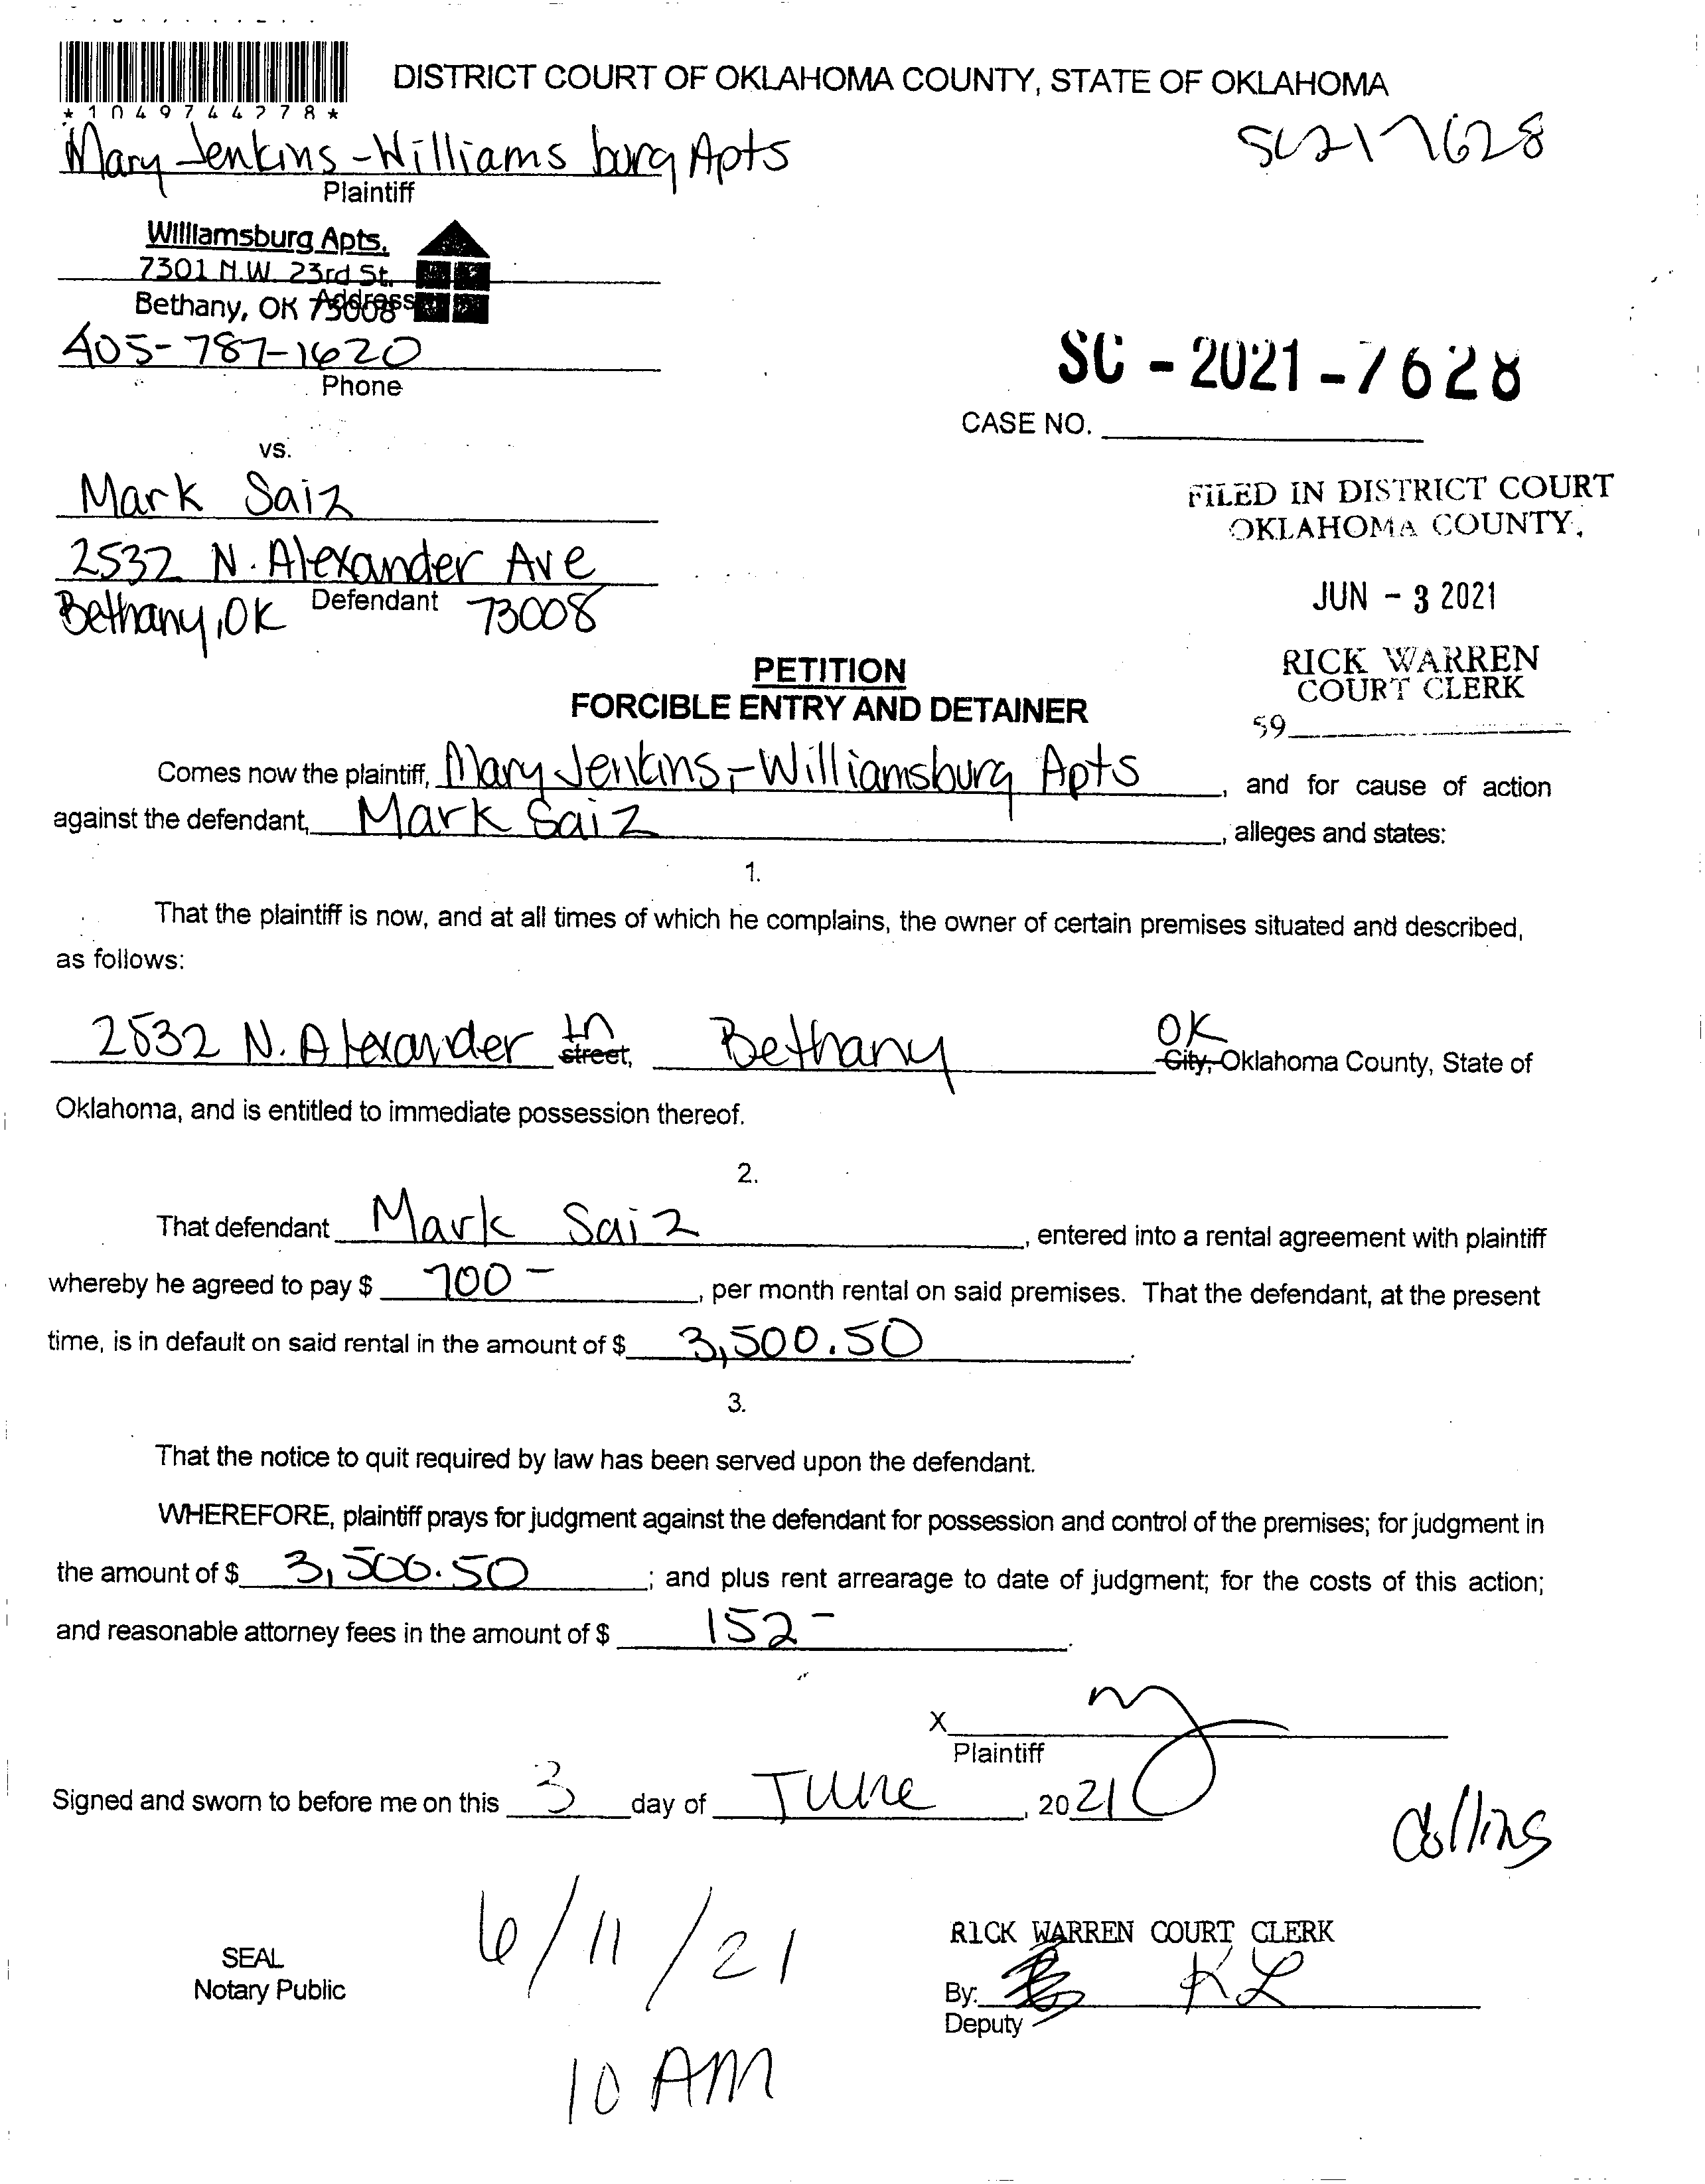 DISTRICT COURT OF OKLAHOMA COUNTY, STATE OF OKLAHOMA
*1049744278*
Mary Jenkins-Williamsburg Apts
SC217628
Plaintiff
Williamsburg Apts.
7301 N.W. 23rd St.
Bethany, OK 73008
Address
405-787-1620
Phone
SC - 2021 - 7628
CASE NO.
vs.
Mark Saiz
FILED IN DISTRICT COURT
OKLAHOMA COUNTY.
2532 N. Alexander Ave
Defendant
Bethany, OK 73008
JUN - 3 2021
RICK WARREN
COURT CLERK
59
PETITION
FORCIBLE ENTRY AND DETAINER
Comes now the plaintiff, Mary Jenkins-Williamsburg Apts, and for cause of action
against the defendant, Mark Saiz, alleges and states:
1.
That the plaintiff is now, and at all times of which he complains, the owner of certain premises situated and described,
as follows:
2532 N. Alexander Ln street, Bethany OK City, Oklahoma County, State of
Oklahoma, and is entitled to immediate possession thereof.
2.
That defendant Mark Saiz, entered into a rental agreement with plaintiff
whereby he agreed to pay $ 700-, per month rental on said premises. That the defendant, at the present
time, is in default on said rental in the amount of $ 3,500.50.
3.
That the notice to quit required by law has been served upon the defendant.
WHEREFORE, plaintiff prays for judgment against the defendant for possession and control of the premises; for judgment in
the amount of $ 3,500.50; and plus rent arrearage to date of judgment; for the costs of this action;
and reasonable attorney fees in the amount of $ 152-.
X
Plaintiff
Signed and sworn to before me on this 3 day of June, 2021
Collins
6/11/21
RICK WARREN COURT CLERK
SEAL
Notary Public
By: KL
Deputy
10 AM